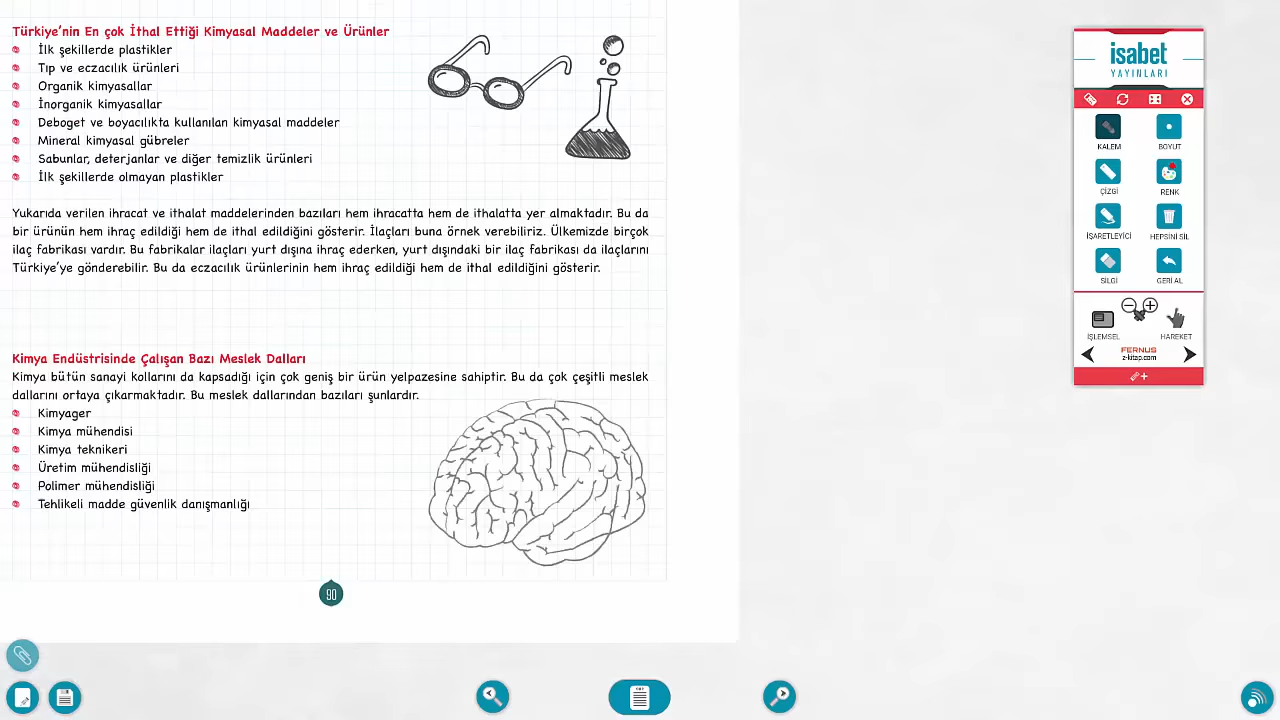 Türkiye'nin En çok İthal Ettiği Kimyasal Maddeler ve Ürünler
İlk şekillerde plastikler
Tıp ve eczacılık ürünleri
Organik kimyasallar
İnorganik kimyasallar
Deboget ve boyacılıkta kullanılan kimyasal maddeler
Mineral kimyasal gübreler
Sabunlar, deterjanlar ve diğer temizlik ürünleri
İlk şekillerde olmayan plastikler
Yukarıda verilen ihracat ve ithalat maddelerinden bazıları hem ihracatta hem de ithalatta yer almaktadır. Bu da
bir ürünün hem ihraç edildiği hem de ithal edildiğini gösterir. İlaçları buna örnek verebiliriz. Ülkemizde birçok
ilaç fabrikası vardır. Bu fabrikalar ilaçları yurt dışına ihraç ederken, yurt dışındaki bir ilaç fabrikası da ilaçlarını
Türkiye'ye gönderebilir. Bu da eczacılık ürünlerinin hem ihraç edildiği hem de ithal edildiğini gösterir.
Kimya Endüstrisinde Çalışan Bazı Meslek Dalları
Kimya bütün sanayi kollarını da kapsadığı için çok geniş bir ürün yelpazesine sahiptir. Bu da çok çeşitli meslek
dallarını ortaya çıkarmaktadır. Bu meslek dallarından bazıları şunlardır.
Kimyager
Kimya mühendisi
Kimya teknikeri
Üretim mühendisliği
Polimer mühendisliği
Tehlikeli madde güvenlik danışmanlığı
90
isabet
YAYINLARI
KALEM
BOYUT
ÇİZGİ
RENK
İŞARETLEYİCİ
HEPSİNİ SİL
SİLGİ
GERİ AL
İŞLEMSEL
HAREKET
FERNUS
z-kitap.com